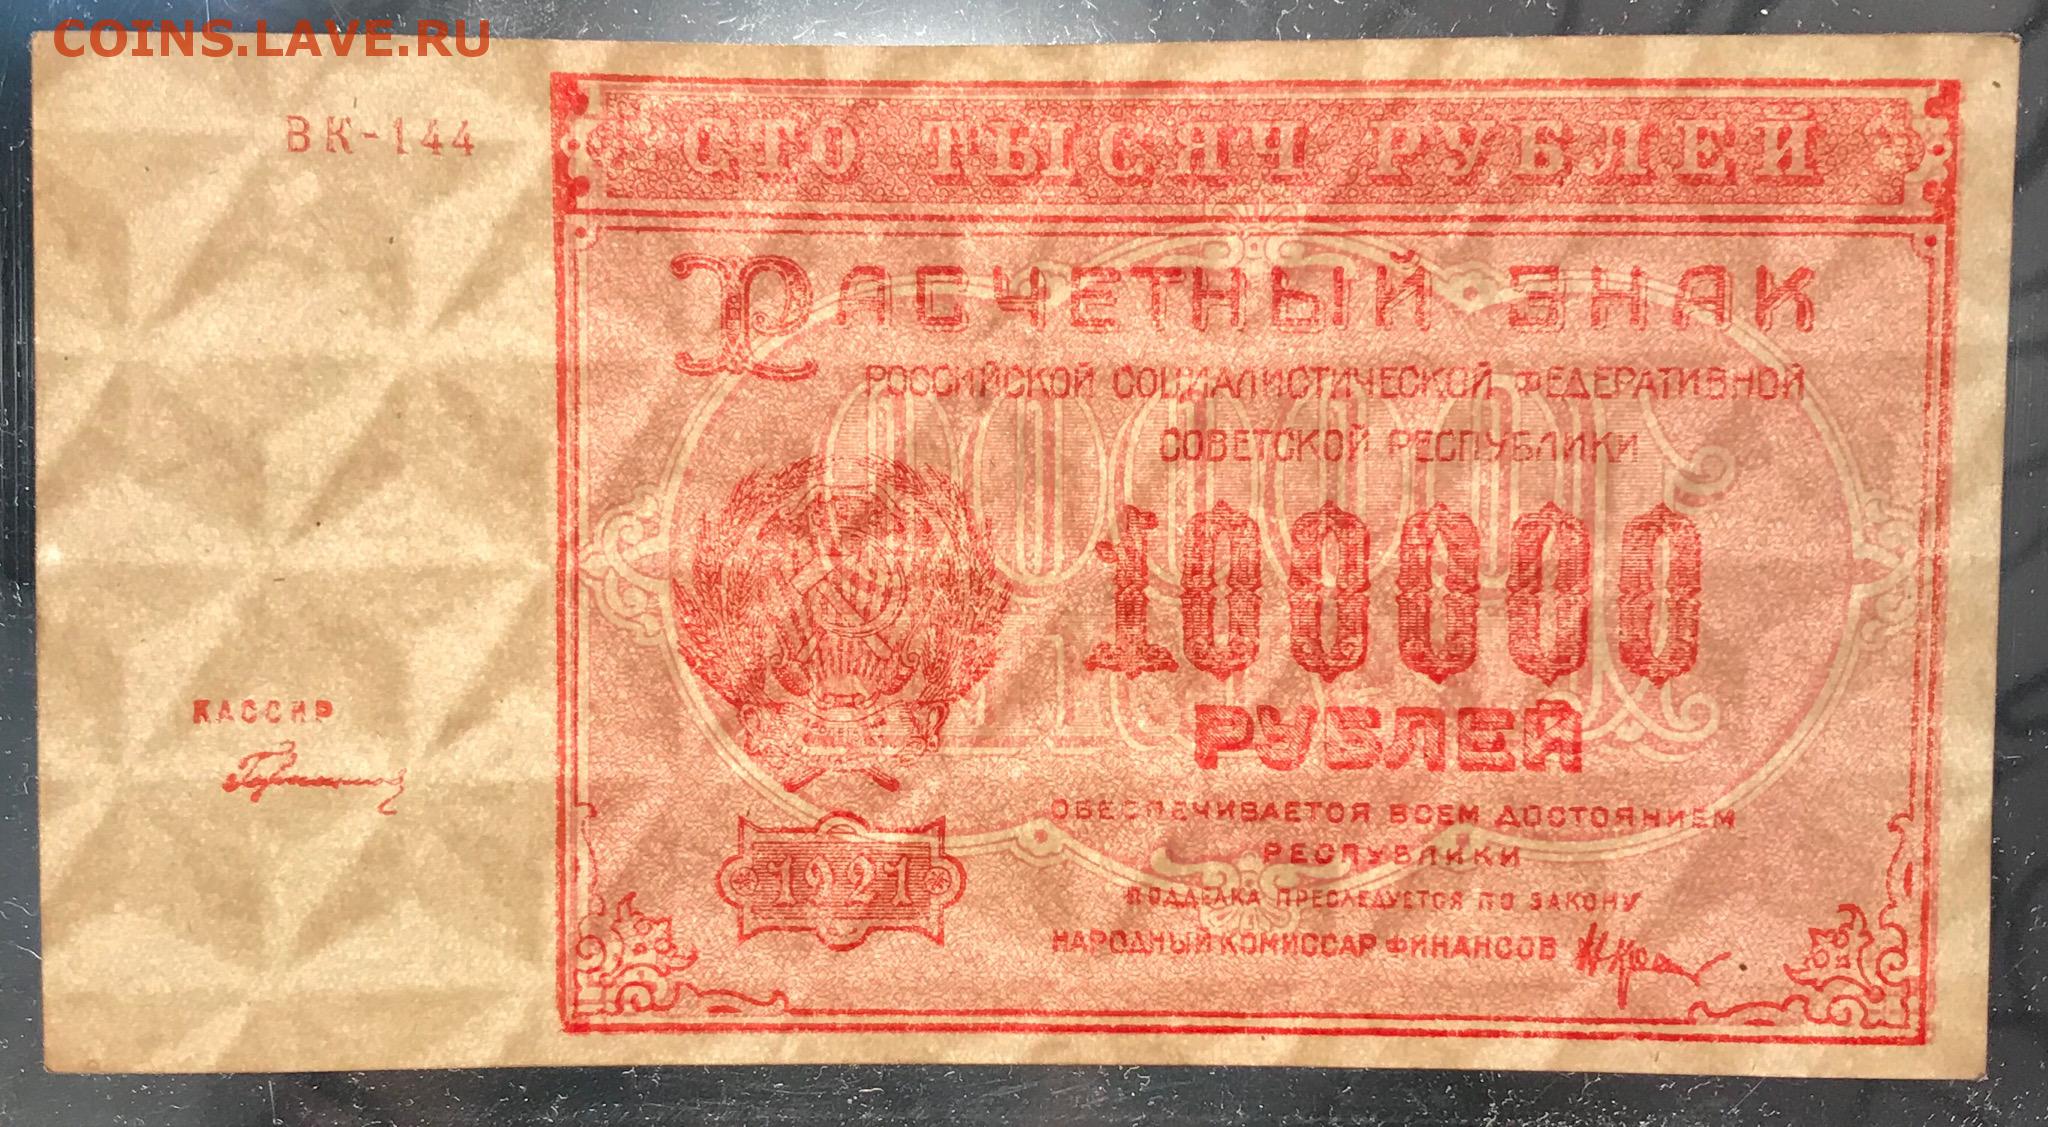 COINS.LAVE.RU
ВК-144
СТО ТЫСЯЧ РУБЛЕЙ
РАСЧЕТНЫЙ ЗНАК
РОССИЙСКОЙ СОЦИАЛИСТИЧЕСКОЙ ФЕДЕРАТИВНОЙ
СОВЕТСКОЙ РЕСПУБЛИКИ
100000
РУБЛЕЙ
КАССИР
ОБЕСПЕЧИВАЕТСЯ ВСЕМ ДОСТОЯНИЕМ
РЕСПУБЛИКИ
1921
ПОДДЕЛКА ПРЕСЛЕДУЕТСЯ ПО ЗАКОНУ
НАРОДНЫЙ КОМИССАР ФИНАНСОВ